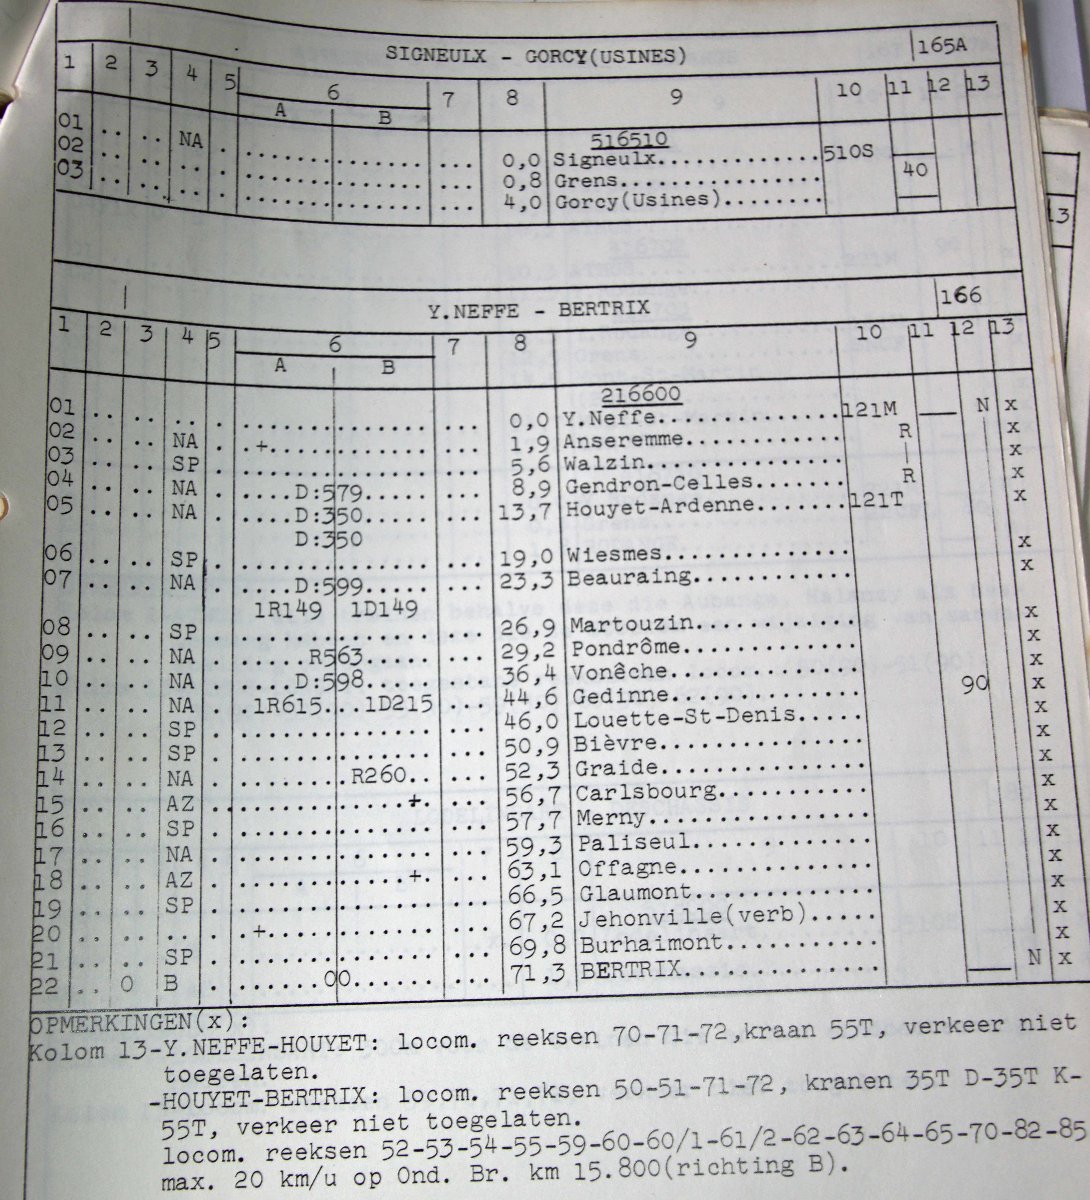 SIGNEULX - GORCY(USINES) 165A
1 2 3 4 5 6 7 8 9 10 11 12 13
A B
516510
01 .. .. NA . ............... ... 0,0 Signeulx............. 510S
02 .. .. .. . ............... ... 0,8 Grens................ 40
03 .. .. .. . ............... ... 4,0 Gorcy(Usines)........
Y.NEFFE - BERTRIX 166
1 2 3 4 5 6 7 8 9 10 11 12 13
A B
216600
01 .. .. .. . ............... ... 0,0 Y.Neffe............. 121M N x
02 .. .. NA . .+............. ... 1,9 Anseremme............ R x
03 .. .. SP . ............... ... 5,6 Walzin............... x
04 .. .. NA . ....D:579...... ... 8,9 Gendron-Celles....... R x
05 .. .. NA . ....D:350...... ... 13,7 Houyet-Ardenne....... 121T x
D:350
06 .. .. SP . ............... ... 19,0 Wiesmes.............. x
07 .. .. NA . ....D:599...... ... 23,3 Beauraing............ x
1R149 1D149
08 .. .. SP . ............... ... 26,9 Martouzin............ x
09 .. .. NA . .....R563...... ... 29,2 Pondrôme............. x
10 .. .. NA . ....D:598...... ... 36,4 Vonêche.............. 90 x
11 .. .. NA . .1R615...1D215 ... 44,6 Gedinne.............. x
12 .. .. SP . ............... ... 46,0 Louette-St-Denis..... x
13 .. .. SP . ............... ... 50,9 Bièvre............... x
14 .. .. NA . ........R260.. ... 52,3 Graide............... x
15 .. .. AZ . .............+. ... 56,7 Carlsbourg........... x
16 .. .. SP . ............... ... 57,7 Merny................ x
17 .. .. NA . ............... ... 59,3 Paliseul............. x
18 .. .. AZ . .............+. ... 63,1 Offagne.............. x
19 .. .. SP . ............... ... 66,5 Glaumont............. x
20 .. .. .. . .+............. ... 67,2 Jehonville(verb)..... x
21 .. .. SP . ............... ... 69,8 Burhaimont........... x
22 .. 0 B . .......00....... ... 71,3 BERTRIX.............. N x
OPMERKINGEN(x):
Kolom 13-Y.NEFFE-HOUYET: locom. reeksen 70-71-72,kraan 55T, verkeer niet
toegelaten.
-HOUYET-BERTRIX: locom. reeksen 50-51-71-72, kranen 35T D-35T K-
55T, verkeer niet toegelaten.
locom. reeksen 52-53-54-55-59-60-60/1-61/2-62-63-64-65-70-82-85
max. 20 km/u op Ond. Br. km 15.800(richting B).
13